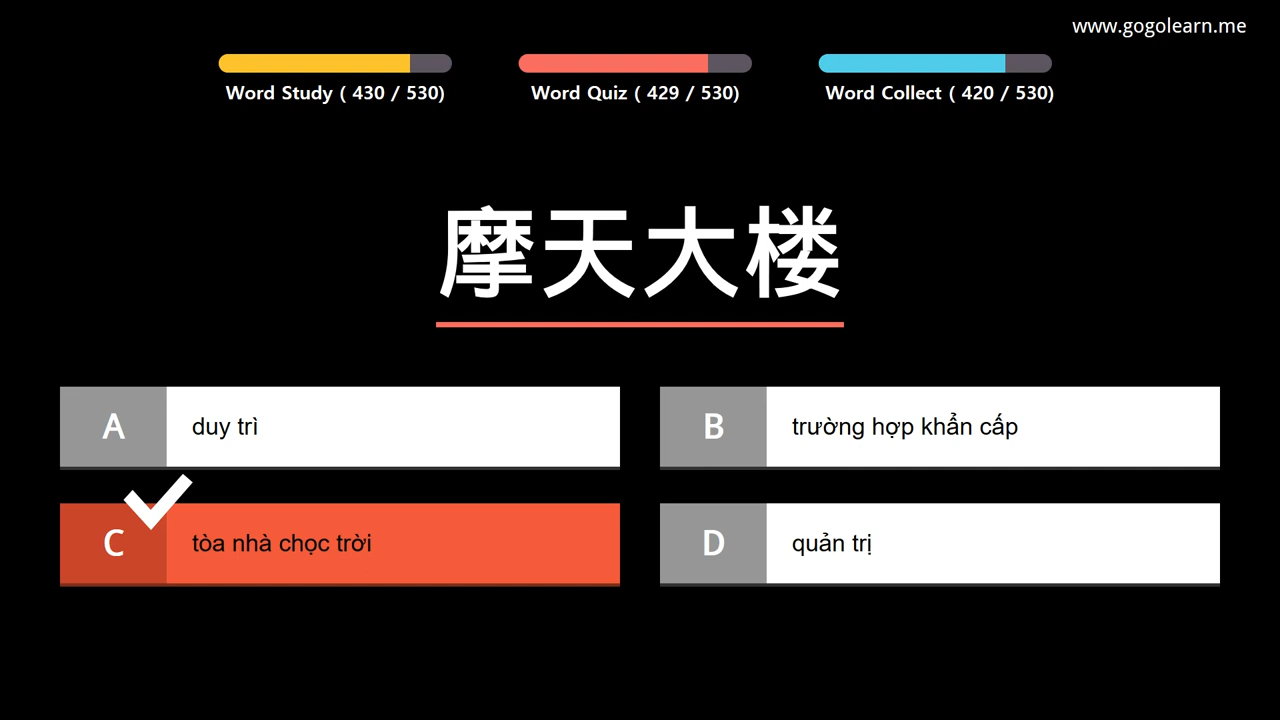 www.gogolearn.me
Word Study ( 430 / 530)
Word Quiz ( 429 / 530)
Word Collect ( 420 / 530)
摩天大楼
A duy trì
B trường hợp khẩn cấp
C tòa nhà chọc trời
D quản trị